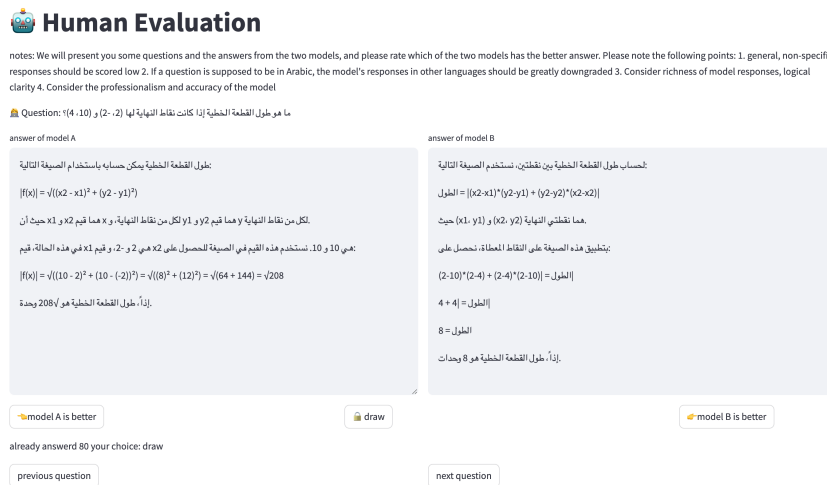 🤖 Human Evaluation
notes: We will present you some questions and the answers from the two models, and please rate which of the two models has the better answer. Please note the following points: 1. general, non-specifi
responses should be scored low 2. If a question is supposed to be in Arabic, the model's responses in other languages should be greatly downgraded 3. Consider richness of model responses, logical
clarity 4. Consider the professionalism and accuracy of the model
Question: ما هو طول القطعة الخطية إذا كانت نقاط النهاية لها (2، -2) و (10، 4)؟
answer of model A
طول القطعة الخطية يمكن حسابه باستخدام الصيغة التالية:
|f(x)| = √((x2 - x1)² + (y2 - y1)²)
حيث أن x1 و x2 هما قيم x لكل من نقاط النهاية، و y1 و y2 هما قيم y لكل من نقاط النهاية.
في هذه الحالة، قيم x1 هي 2 و -2، و قيم x2 هي 10 و 10. نستخدم هذه القيم في الصيغة للحصول على:
|f(x)| = √((10 - 2)² + (10 - (-2))²) = √((8)² + (12)²) = √(64 + 144) = √208
إذاً، طول القطعة الخطية هو √208 وحدة.
answer of model B
لحساب طول القطعة الخطية بين نقطتين، نستخدم الصيغة التالية:
الطول = |(x2-x1)*(y2-y1) + (y2-y2)*(x2-x2)|
حيث (x1، y1) و (x2، y2) هما نقطتي النهاية.
بتطبيق هذه الصيغة على النقاط المعطاة، نحصل على:
الطول = |(2-10)*(2-4) + (2-4)*(2-10)|
الطول = |4 + 4|
الطول = 8
إذاً، طول القطعة الخطية هو 8 وحدات.
👈model A is better
draw
👉model B is better
already answerd 80 your choice: draw
previous question
next question